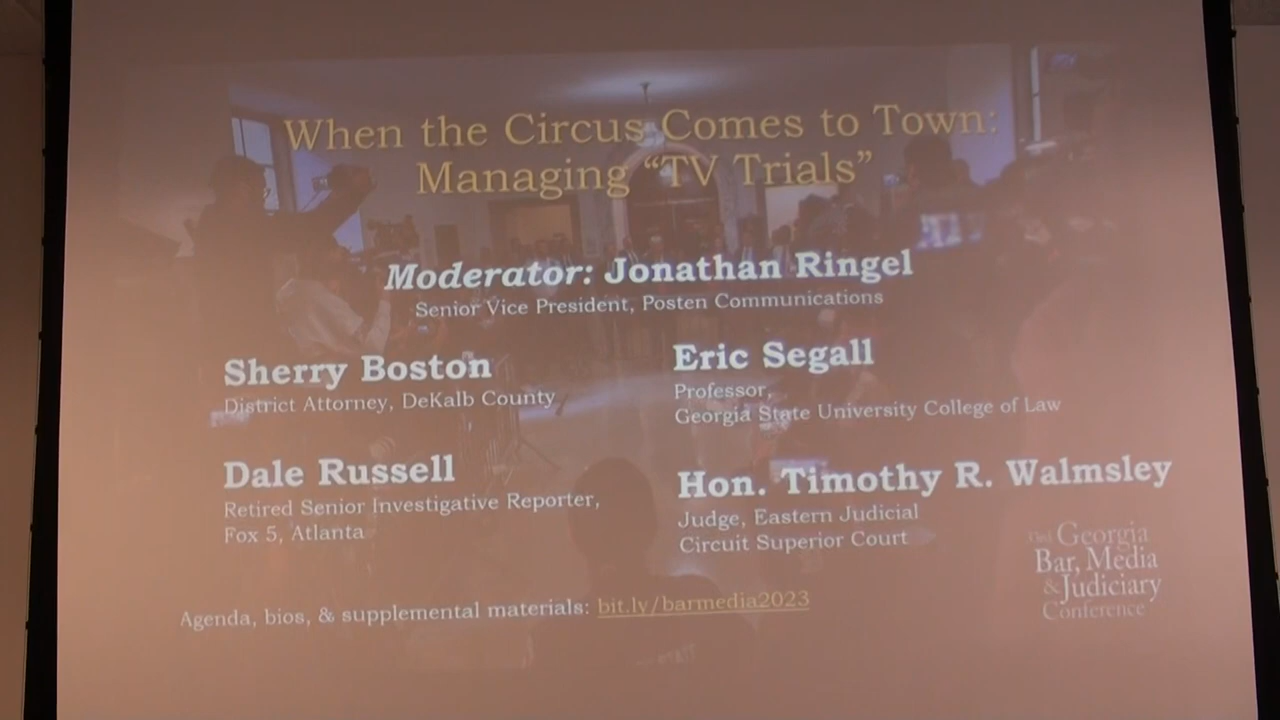 When the Circus Comes to Town:
Managing “TV Trials”
Moderator: Jonathan Ringel
Senior Vice President, Posten Communications
Sherry Boston
District Attorney, DeKalb County
Eric Segall
Professor,
Georgia State University College of Law
Dale Russell
Retired Senior Investigative Reporter,
Fox 5, Atlanta
Hon. Timothy R. Walmsley
Judge, Eastern Judicial
Circuit Superior Court
Agenda, bios, & supplemental materials: bit.ly/barmedia2023
Georgia
Bar, Media
&Judiciary
Conference